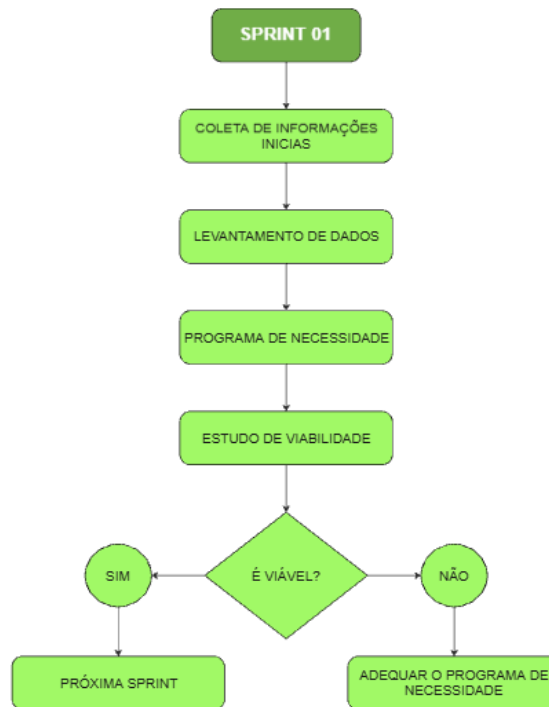 SPRINT 01
COLETA DE INFORMAÇÕES
INICIAS
LEVANTAMENTO DE DADOS
PROGRAMA DE NECESSIDADE
ESTUDO DE VIABILIDADE
SIM
É VIÁVEL?
NÃO
PRÓXIMA SPRINT
ADEQUAR O PROGRAMA DE
NECESSIDADE